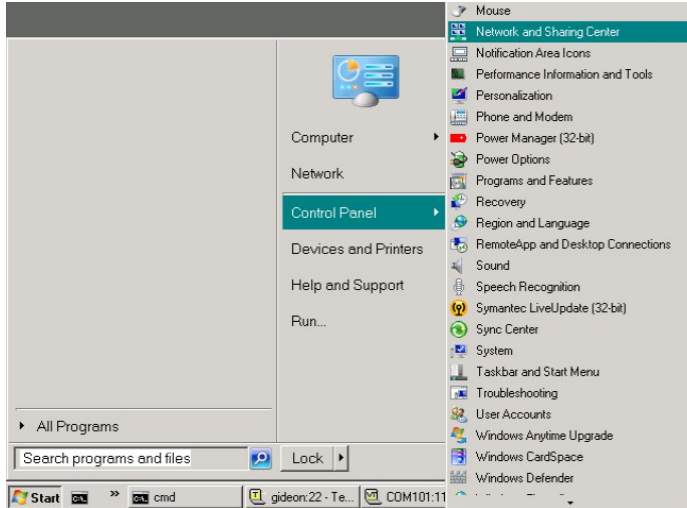 Computer
Network
Control Panel
Devices and Printers
Help and Support
Run...
All Programs
Search programs and files
Lock
Mouse
Network and Sharing Center
Notification Area Icons
Performance Information and Tools
Personalization
Phone and Modem
Power Manager (32-bit)
Power Options
Programs and Features
Recovery
Region and Language
RemoteApp and Desktop Connections
Sound
Speech Recognition
Symantec LiveUpdate (32-bit)
Sync Center
System
Taskbar and Start Menu
Troubleshooting
User Accounts
Windows Anytime Upgrade
Windows CardSpace
Windows Defender
Start » cmd gideon:22 - Te... COM101:11